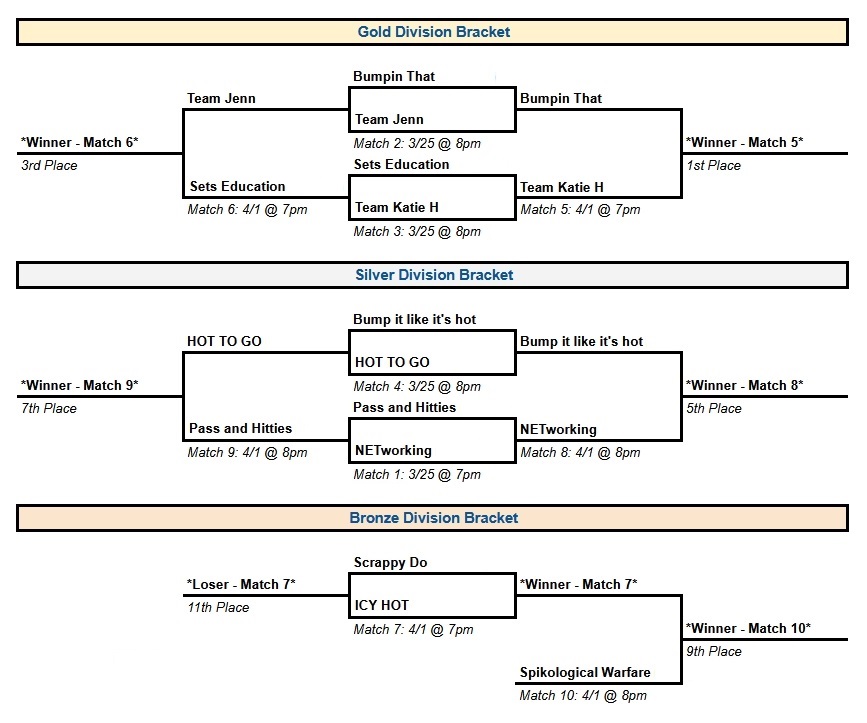 Gold Division Bracket
Bumpin That
Team Jenn
Bumpin That
Team Jenn
*Winner - Match 6*
Match 2: 3/25 @ 8pm
*Winner - Match 5*
3rd Place
Sets Education
1st Place
Sets Education
Team Katie H
Match 6: 4/1 @ 7pm
Team Katie H
Match 5: 4/1 @ 7pm
Match 3: 3/25 @ 8pm
Silver Division Bracket
Bump it like it's hot
HOT TO GO
Bump it like it's hot
HOT TO GO
*Winner - Match 9*
Match 4: 3/25 @ 8pm
*Winner - Match 8*
7th Place
Pass and Hitties
5th Place
Pass and Hitties
NETworking
Match 9: 4/1 @ 8pm
NETworking
Match 8: 4/1 @ 8pm
Match 1: 3/25 @ 7pm
Bronze Division Bracket
Scrappy Do
*Loser - Match 7*
*Winner - Match 7*
11th Place
ICY HOT
Match 7: 4/1 @ 7pm
*Winner - Match 10*
9th Place
Spikological Warfare
Match 10: 4/1 @ 8pm